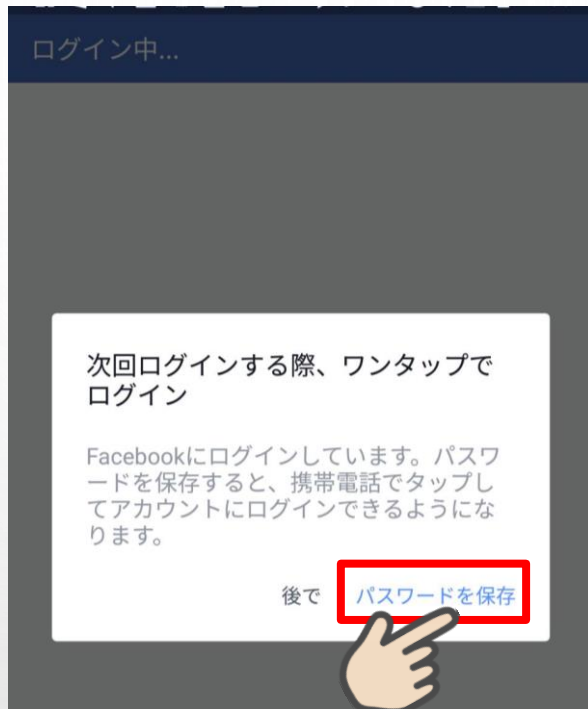 ログイン中...
次回ログインする際、ワンタップで
ログイン
Facebookにログインしています。パスワ
ードを保存すると、携帯電話でタップし
てアカウントにログインできるようにな
ります。
後で
パスワードを保存